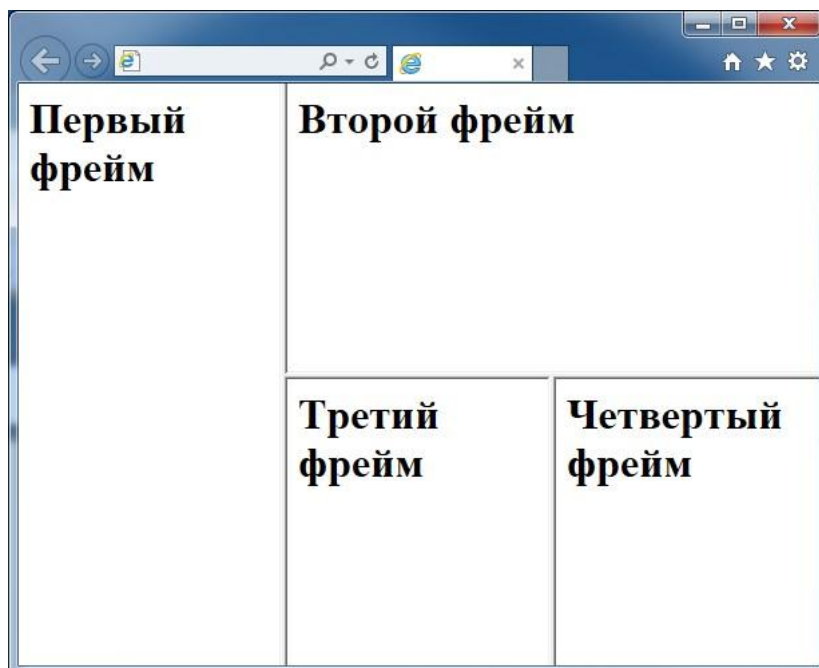 Первый
фрейм
Второй фрейм
Третий
фрейм
Четвертый
фрейм